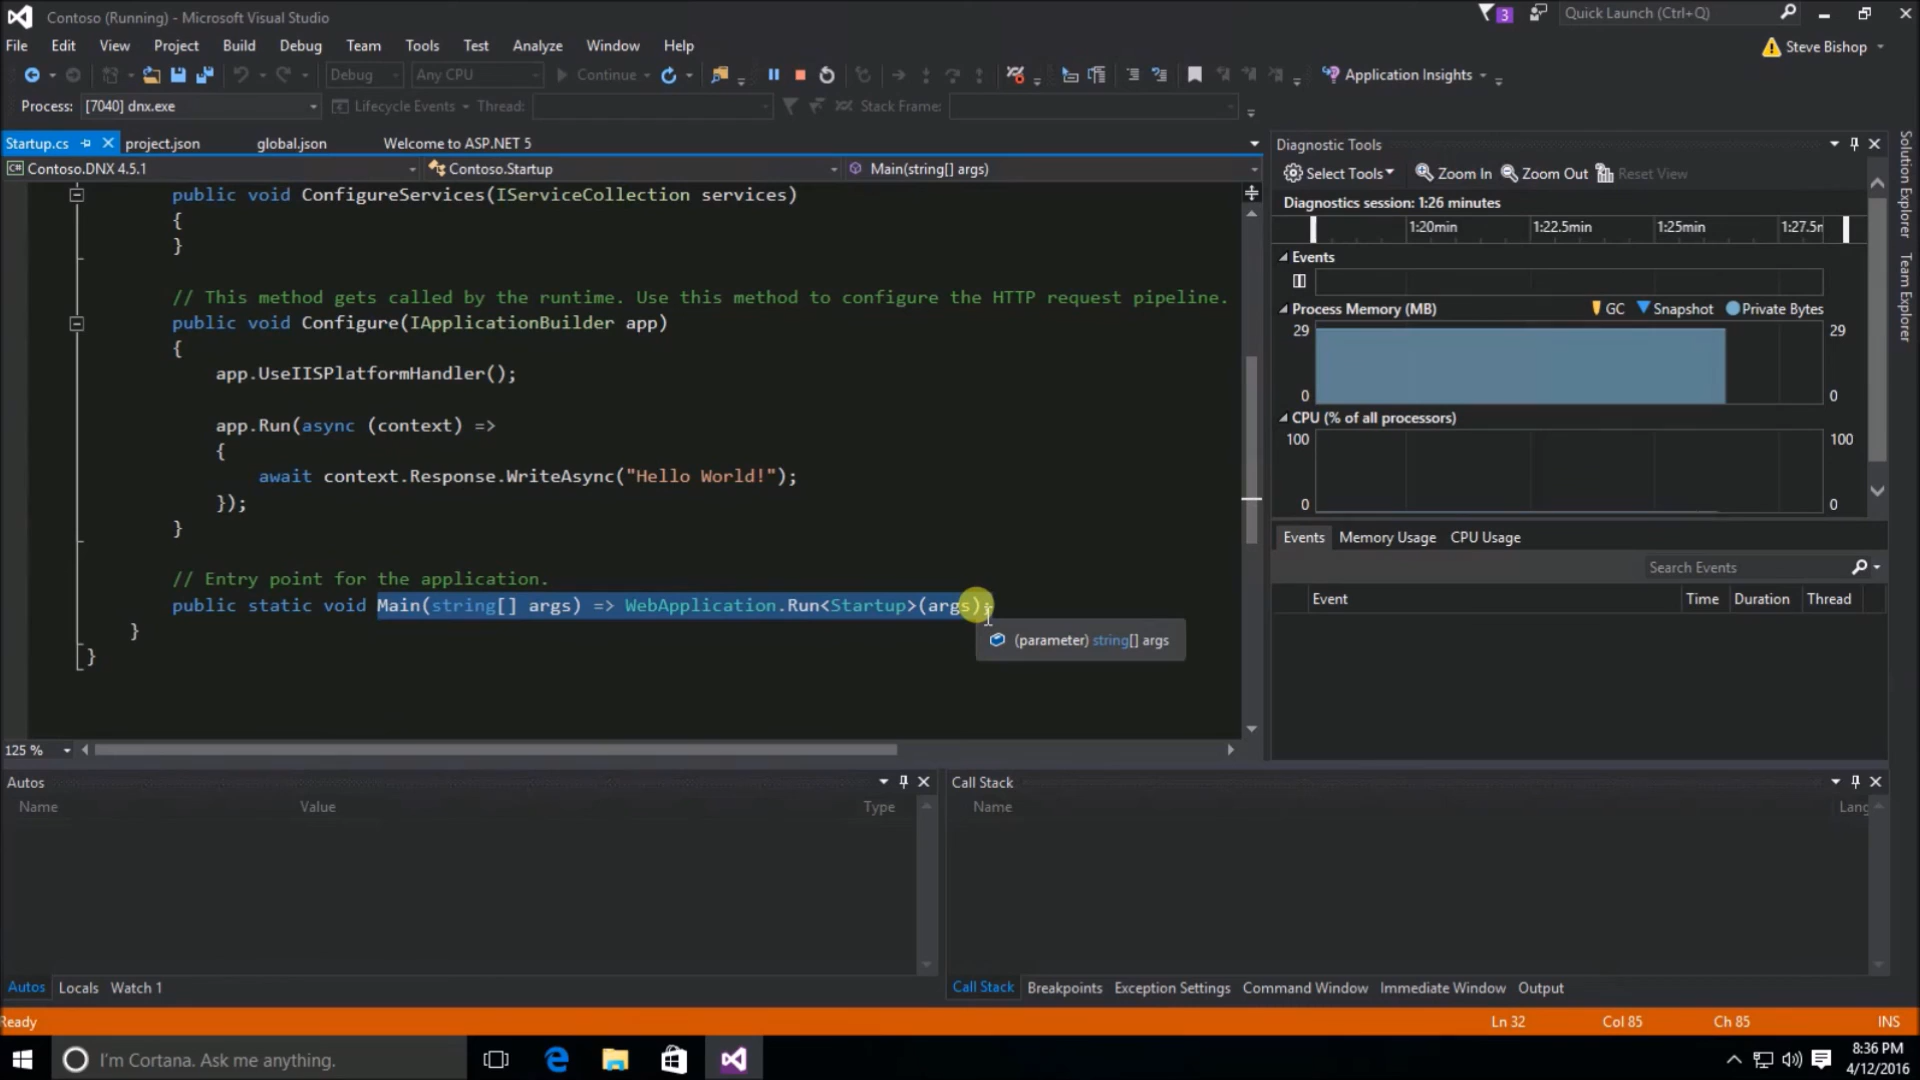 Contoso (Running) - Microsoft Visual Studio
3
Quick Launch (Ctrl+Q)
File Edit View Project Build Debug Team Tools Test Analyze Window Help
Steve Bishop
Debug Any CPU Continue Application Insights
Process: [7040] dnx.exe Lifecycle Events Thread: Stack Frame:
Startup.cs project.json global.json Welcome to ASP.NET 5
Contoso.DNX 4.5.1 Contoso.Startup Main(string[] args)
public void ConfigureServices(IServiceCollection services)
{
}
// This method gets called by the runtime. Use this method to configure the HTTP request pipeline.
public void Configure(IApplicationBuilder app)
{
app.UseIISPlatformHandler();
app.Run(async (context) =>
{
await context.Response.WriteAsync("Hello World!");
});
}
// Entry point for the application.
public static void Main(string[] args) => WebApplication.Run<Startup>(args);
(parameter) string[] args
}
}
125 %
Diagnostic Tools
Select Tools Zoom In Zoom Out Reset View
Diagnostics session: 1:26 minutes
1:20min 1:22.5min 1:25min
Events
Process Memory (MB) GC Snapshot Private Bytes
29 29
0 0
CPU (% of all processors)
100 100
0 0
Events Memory Usage CPU Usage
Search Events
Event Time Duration Thread
Solution Explorer
Team Explorer
Autos
Name Value Type
Autos Locals Watch 1
Call Stack
Name Lang
Call Stack Breakpoints Exception Settings Command Window Immediate Window Output
Ready Ln 32 Col 85 Ch 85 INS
I'm Cortana. Ask me anything.
8:36 PM
4/12/2016